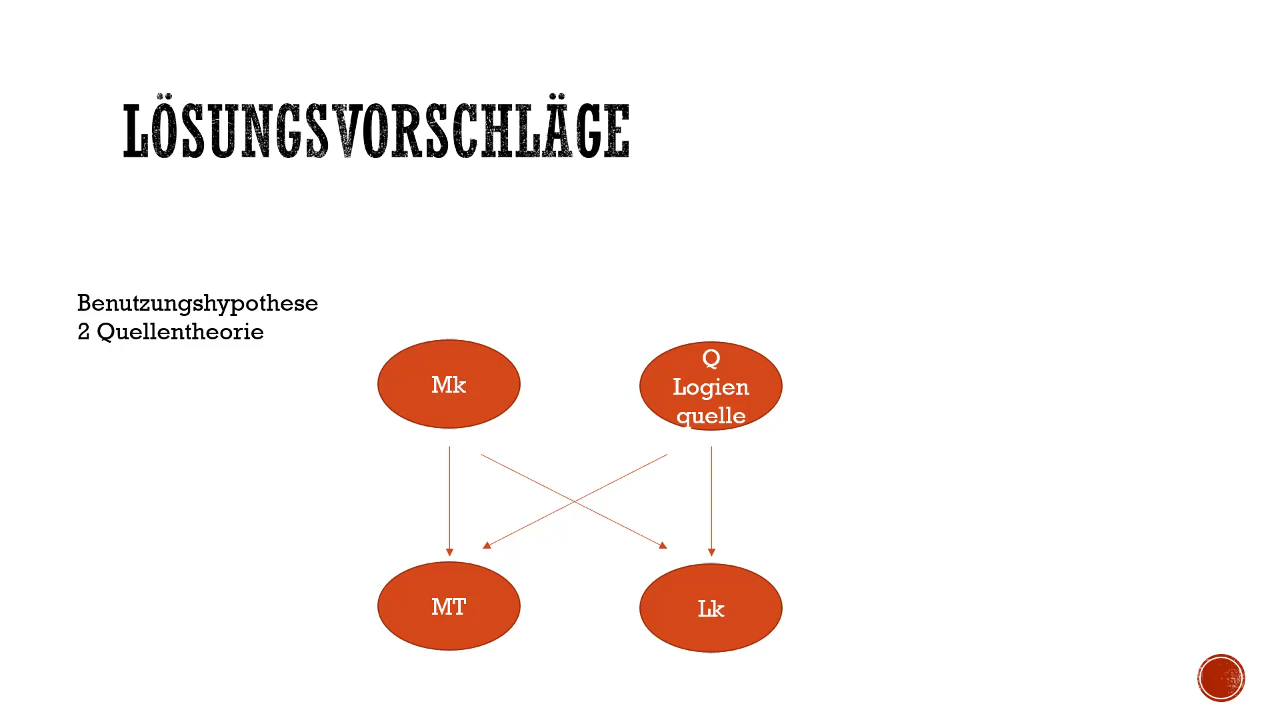 LÖSUNGSVORSCHLÄGE
Benutzungshypothese
2 Quellentheorie
Mk
Q
Logien
quelle
MT
Lk